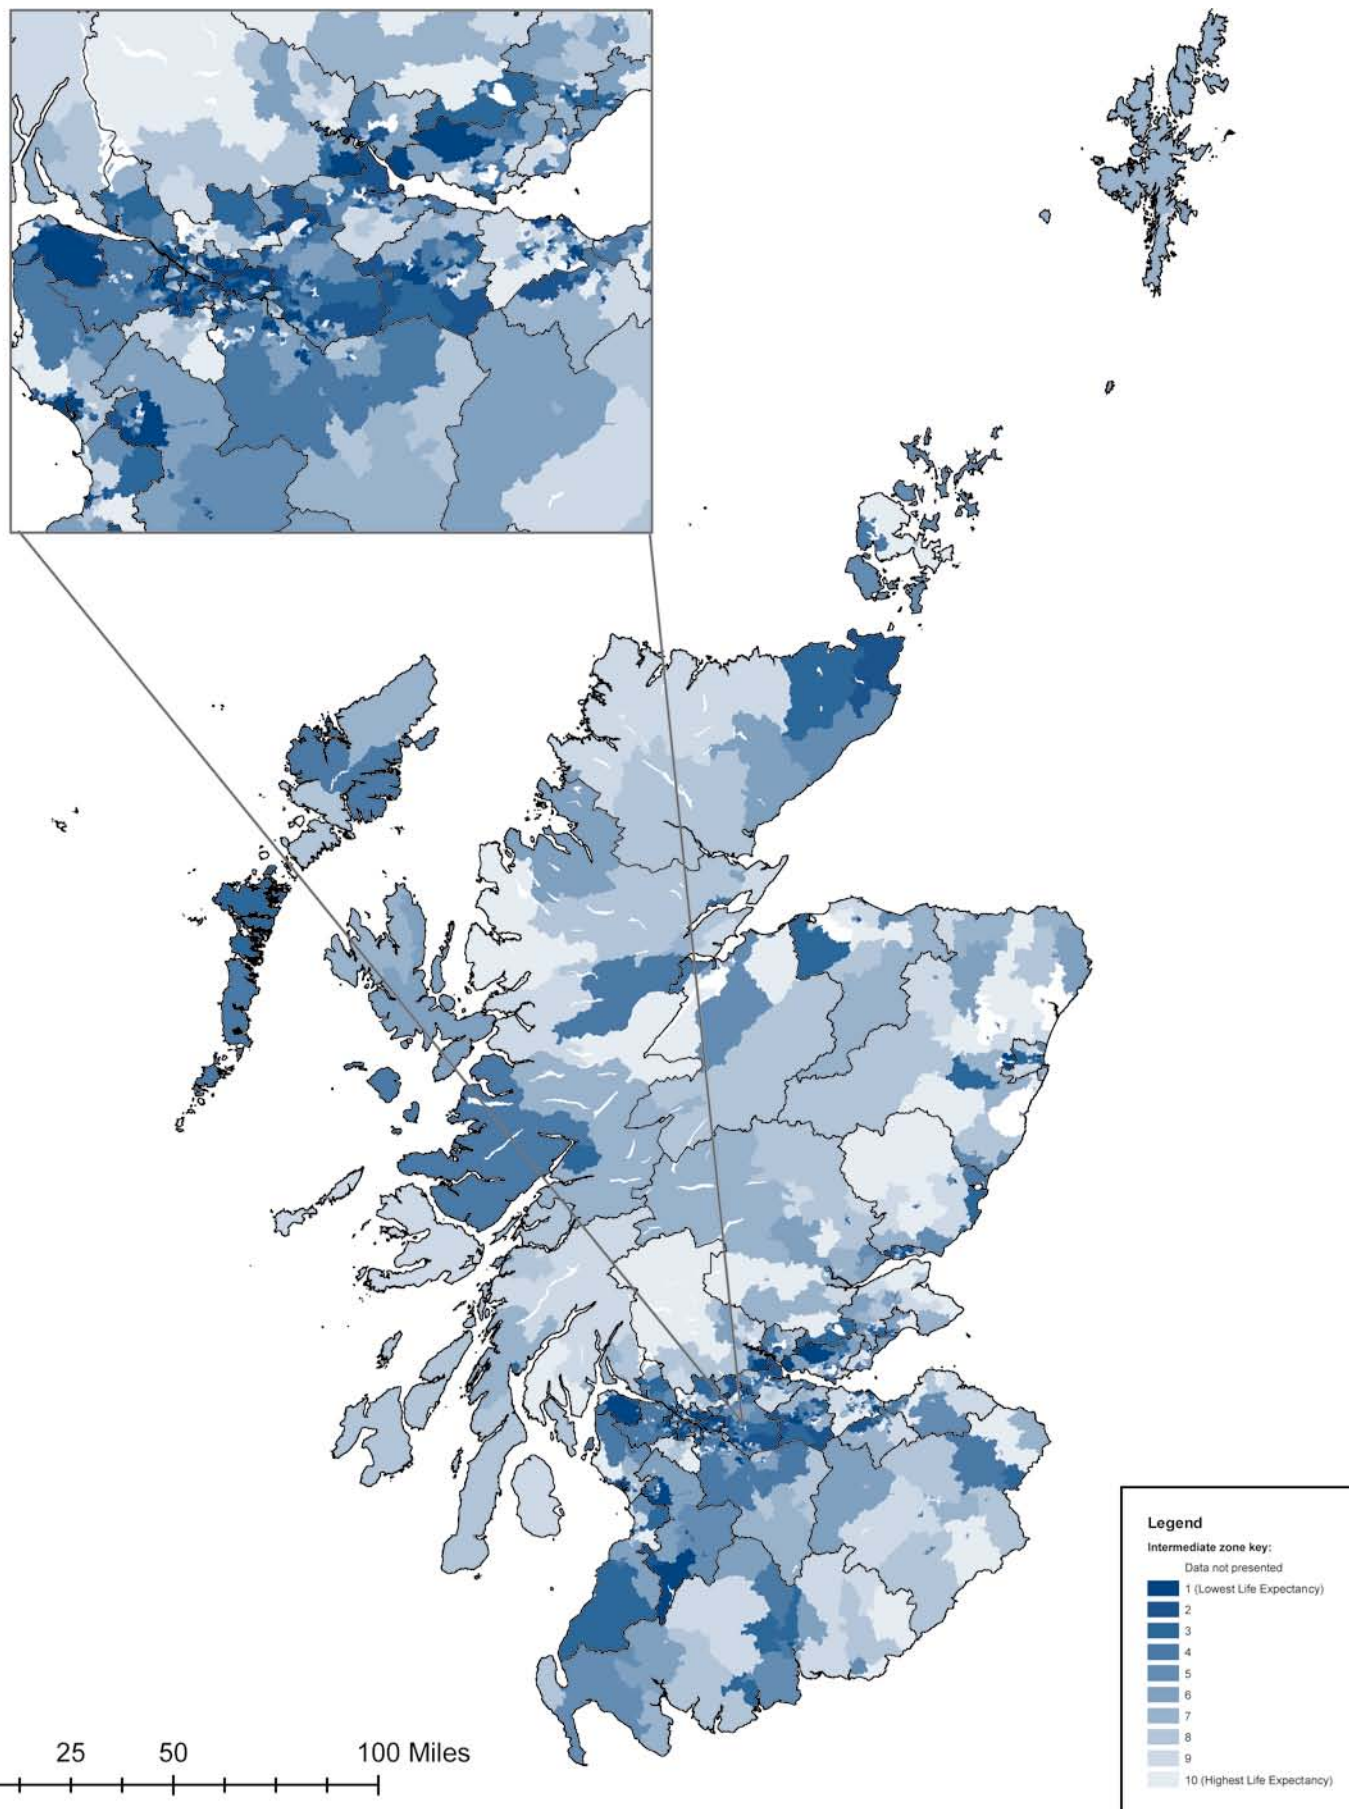 25 50 100 Miles
Legend
Intermediate zone key:
Data not presented
1 (Lowest Life Expectancy)
2
3
4
5
6
7
8
9
10 (Highest Life Expectancy)